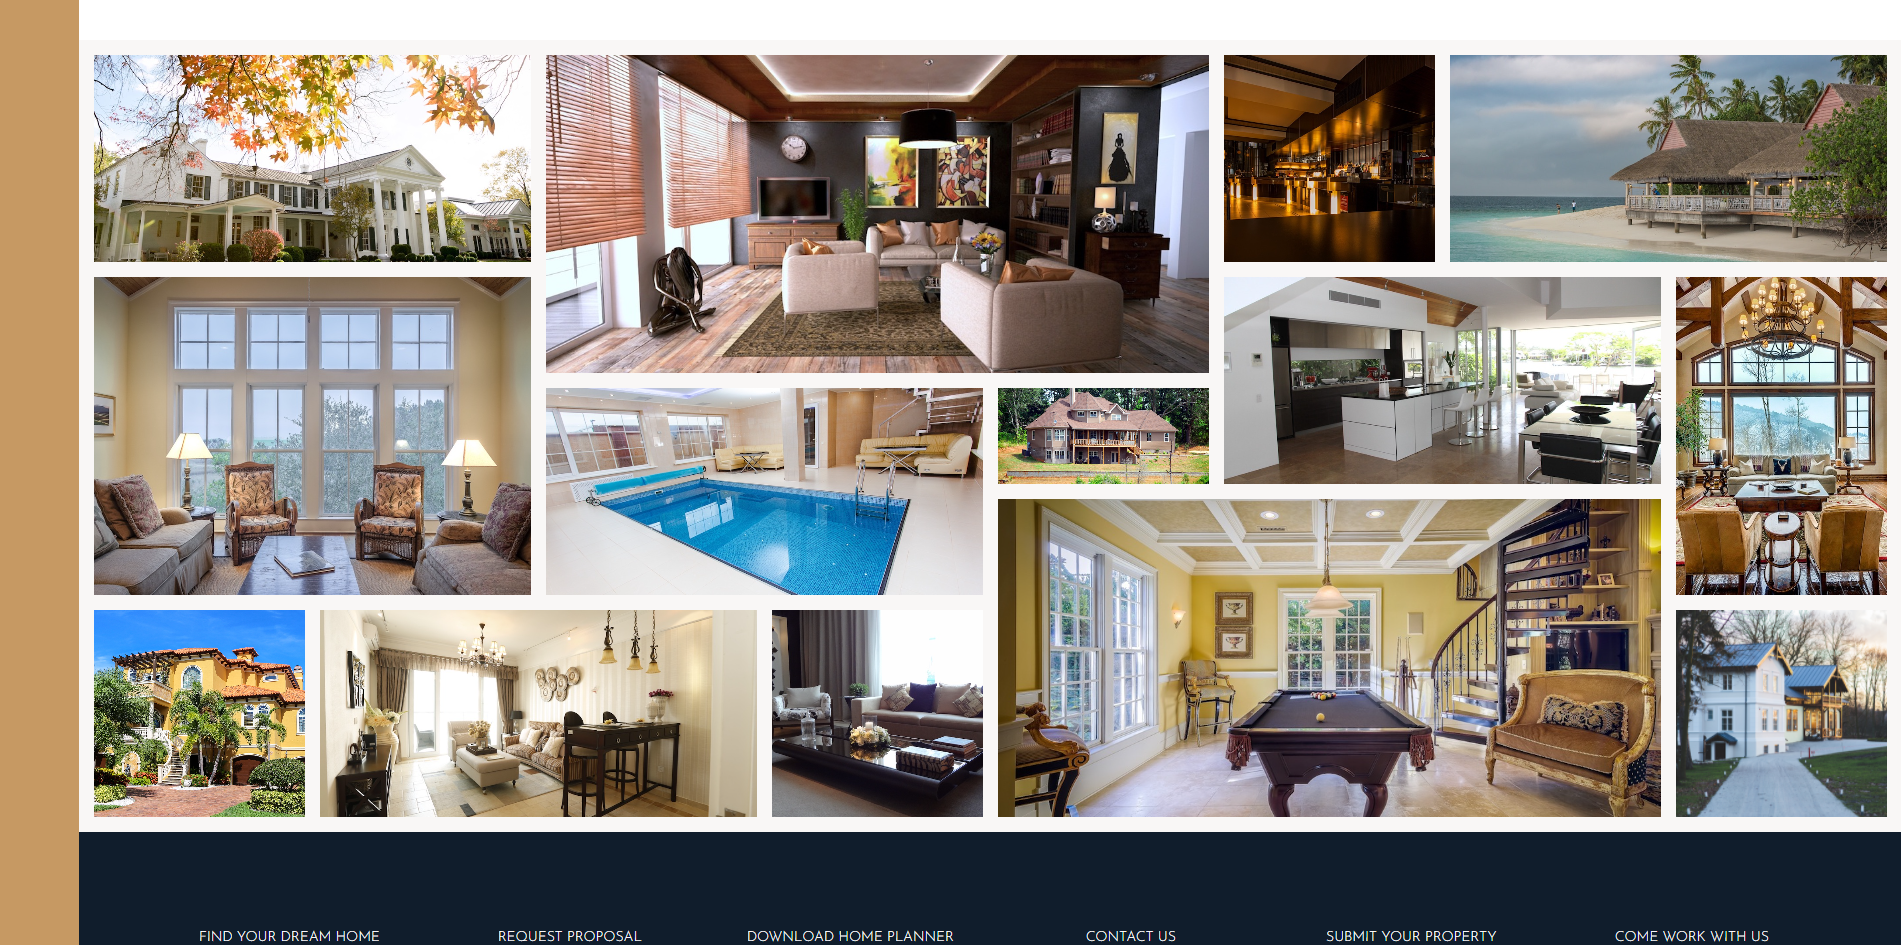 FIND YOUR DREAM HOME
REQUEST PROPOSAL
DOWNLOAD HOME PLANNER
CONTACT US
SUBMIT YOUR PROPERTY
COME WORK WITH US